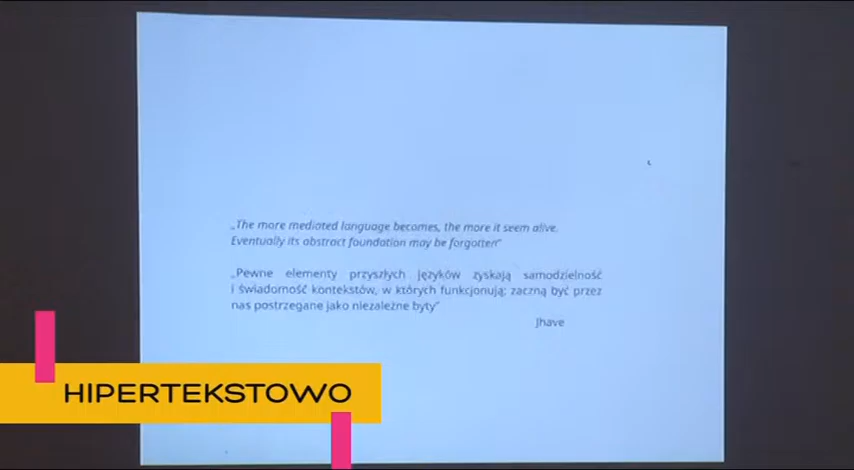 „The more mediated language becomes, the more it seem alive.
Eventually its abstract foundation may be forgotten”
„Pewne elementy przyszłych języków zyskają samodzielność
i świadomość kontekstów, w których funkcjonują; zaczną być przez
nas postrzegane jako niezależne byty”
Jhave
HIPERTEKSTOWO